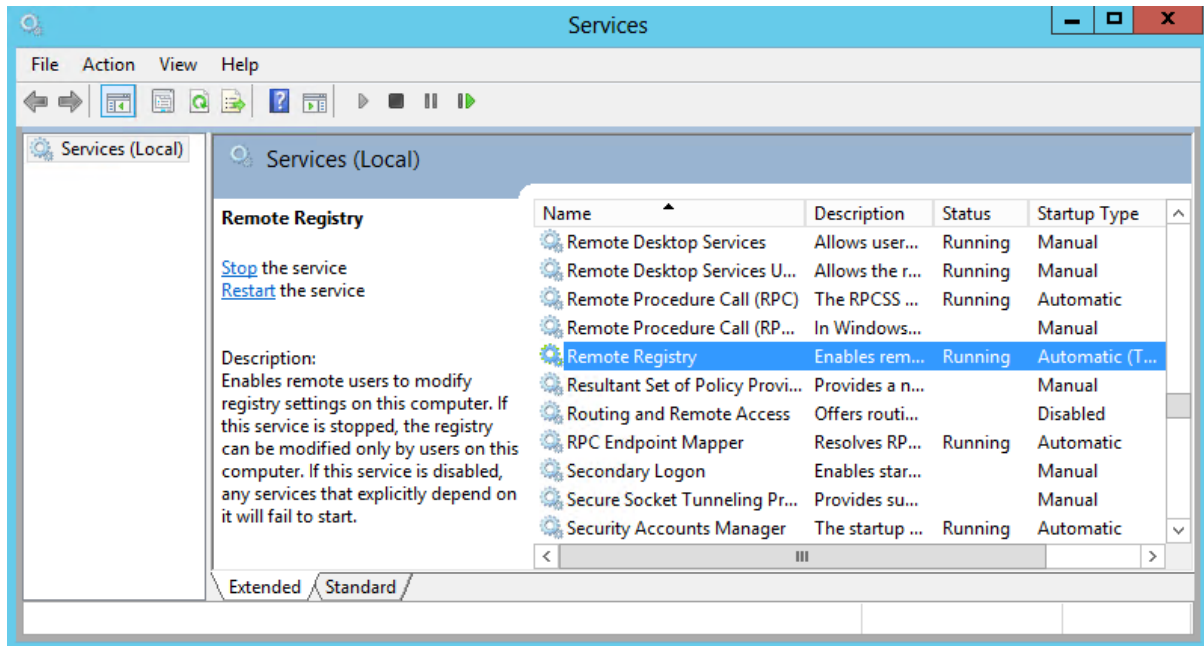 Services
File Action View Help
Services (Local)
Services (Local)
Remote Registry
Stop the service
Restart the service
Description:
Enables remote users to modify
registry settings on this computer. If
this service is stopped, the registry
can be modified only by users on this
computer. If this service is disabled,
any services that explicitly depend on
it will fail to start.
Name Description Status Startup Type
Remote Desktop Services Allows user... Running Manual
Remote Desktop Services U... Allows the r... Running Manual
Remote Procedure Call (RPC) The RPCSS ... Running Automatic
Remote Procedure Call (RP... In Windows... Manual
Remote Registry Enables rem... Running Automatic (T...
Resultant Set of Policy Provi... Provides a n... Manual
Routing and Remote Access Offers routi... Disabled
RPC Endpoint Mapper Resolves RP... Running Automatic
Secondary Logon Enables star... Manual
Secure Socket Tunneling Pr... Provides su... Manual
Security Accounts Manager The startup ... Running Automatic
Extended Standard